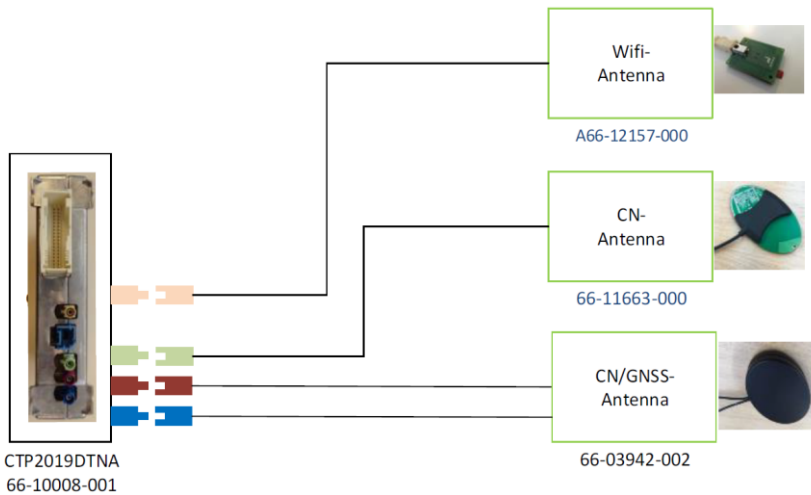 Wifi-
Antenna
A66-12157-000
CN-
Antenna
66-11663-000
CN/GNSS-
Antenna
66-03942-002
CTP2019DTNA
66-10008-001